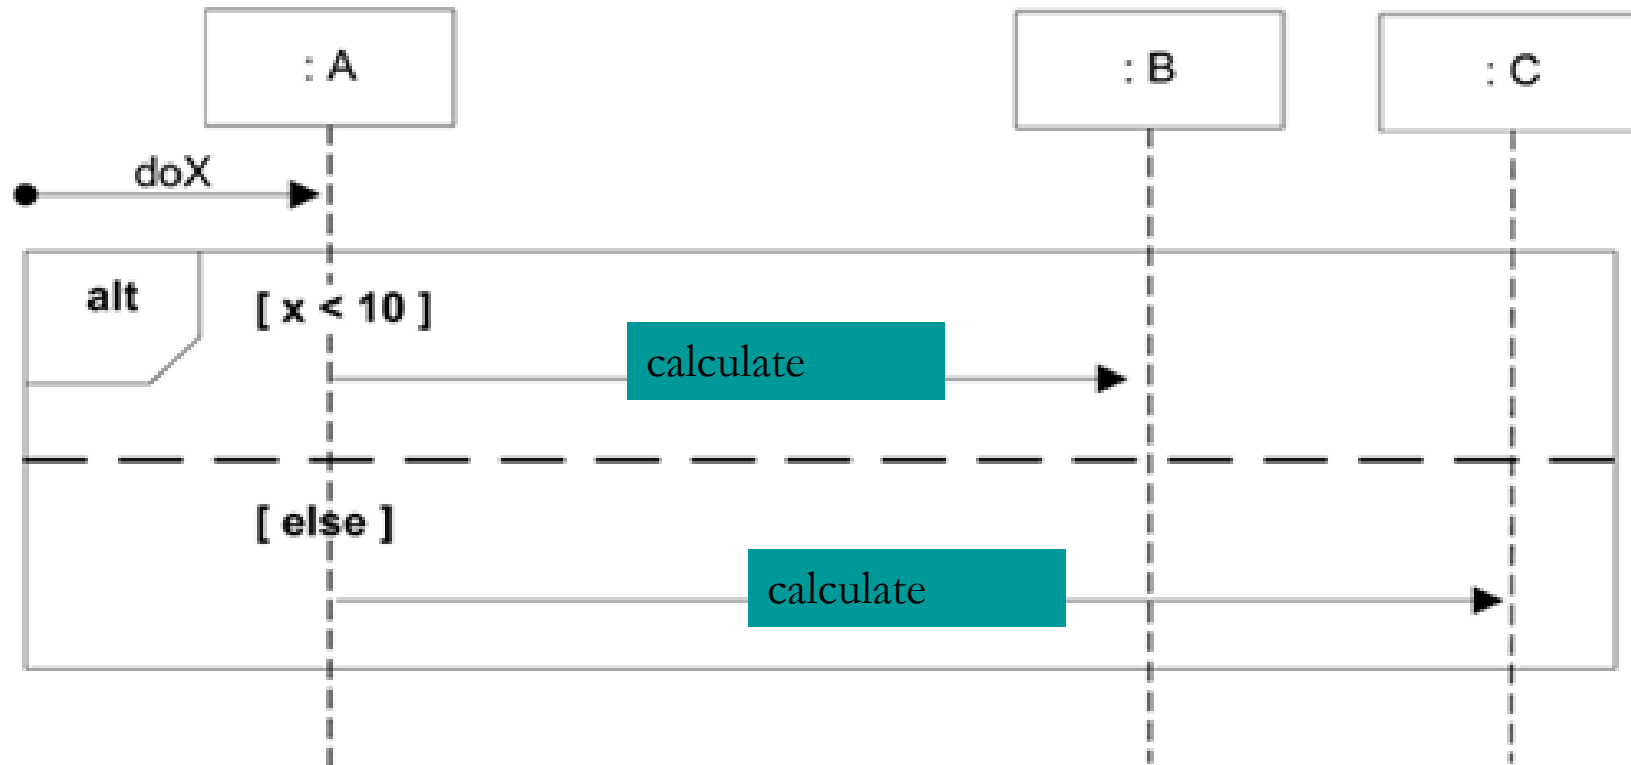 : A
: B
: C
doX
alt
[ x < 10 ]
calculate
[ else ]
calculate